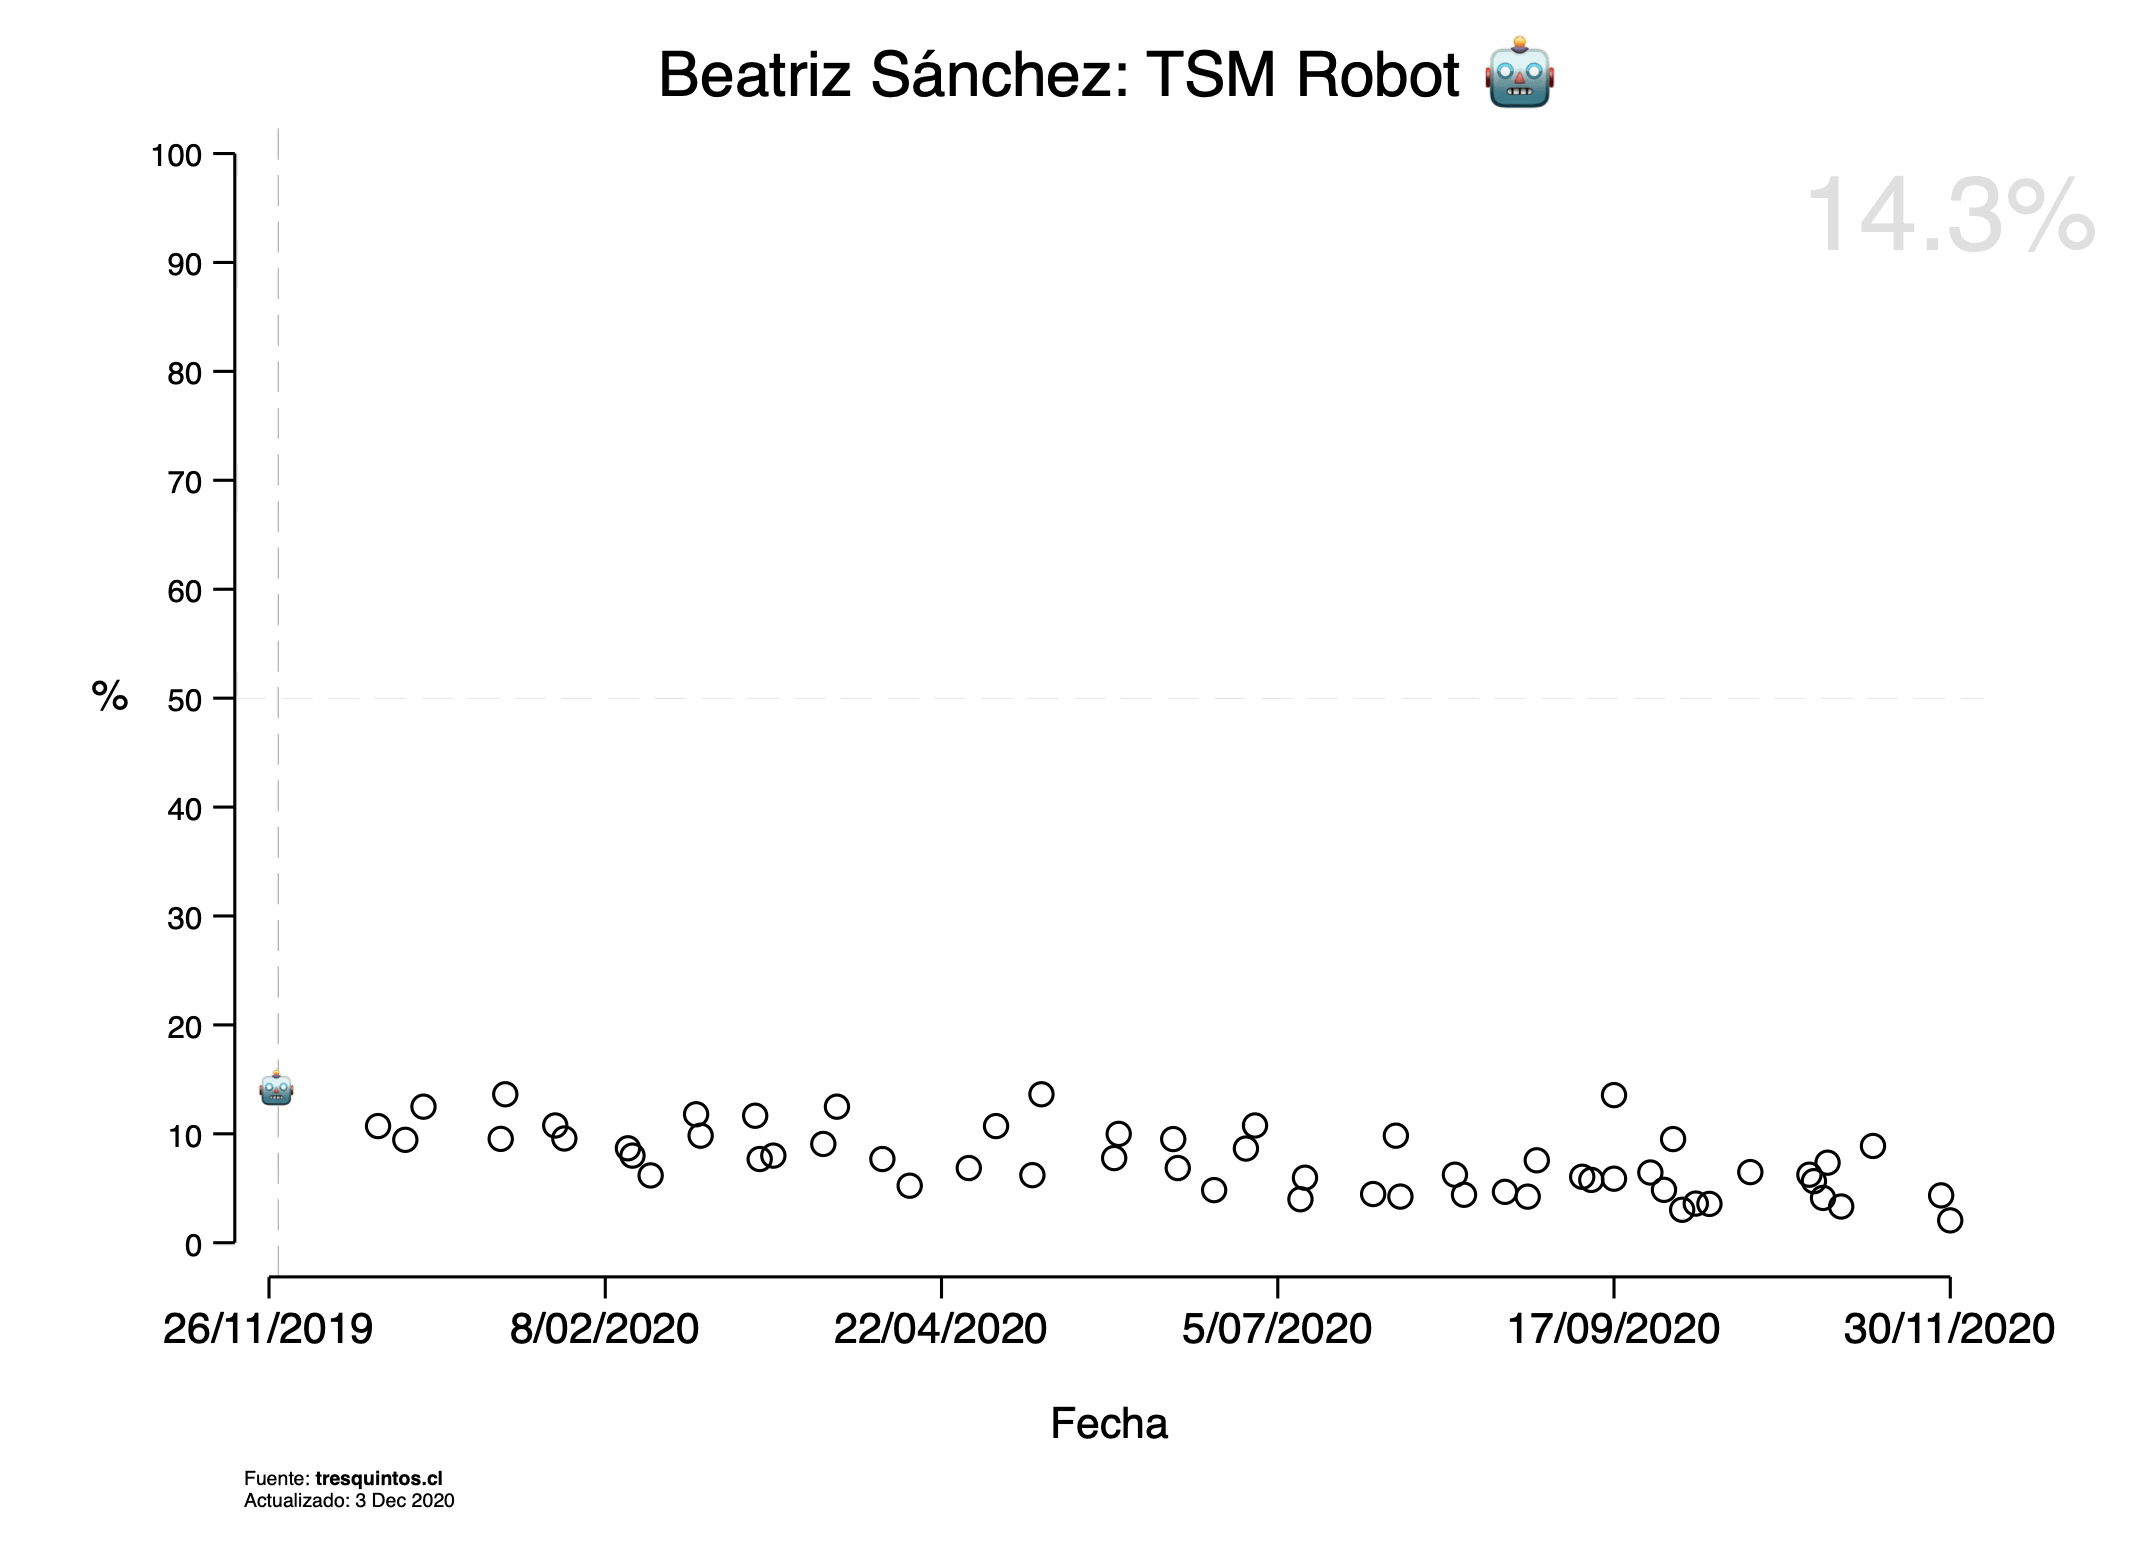 Beatriz Sánchez: TSM Robot
14.3%
100
90
80
70
60
50
40
30
20
10
0
%
26/11/2019 8/02/2020 22/04/2020 5/07/2020 17/09/2020 30/11/2020
Fecha
Fuente: tresquintos.cl
Actualizado: 3 Dec 2020